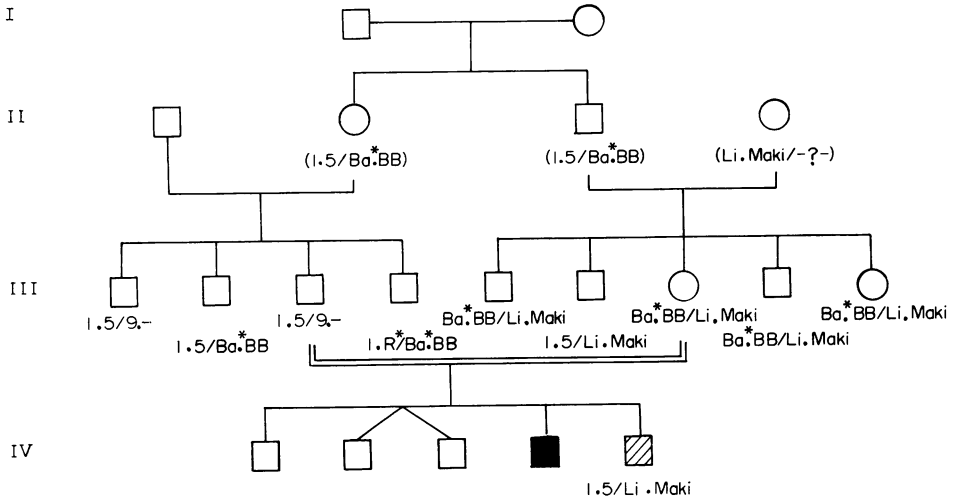 I
II
(1.5/Ba*.BB)
(1.5/Ba*.BB)
(Li.Maki/-?-)
III
1.5/9.-
1.5/Ba*.BB
1.5/9.-
1.R*/Ba*.BB
Ba*.BB/Li.Maki
1.5/Li.Maki
Ba*.BB/Li.Maki
Ba*.BB/Li.Maki
Ba*.BB/Li.Maki
IV
1.5/Li.Maki